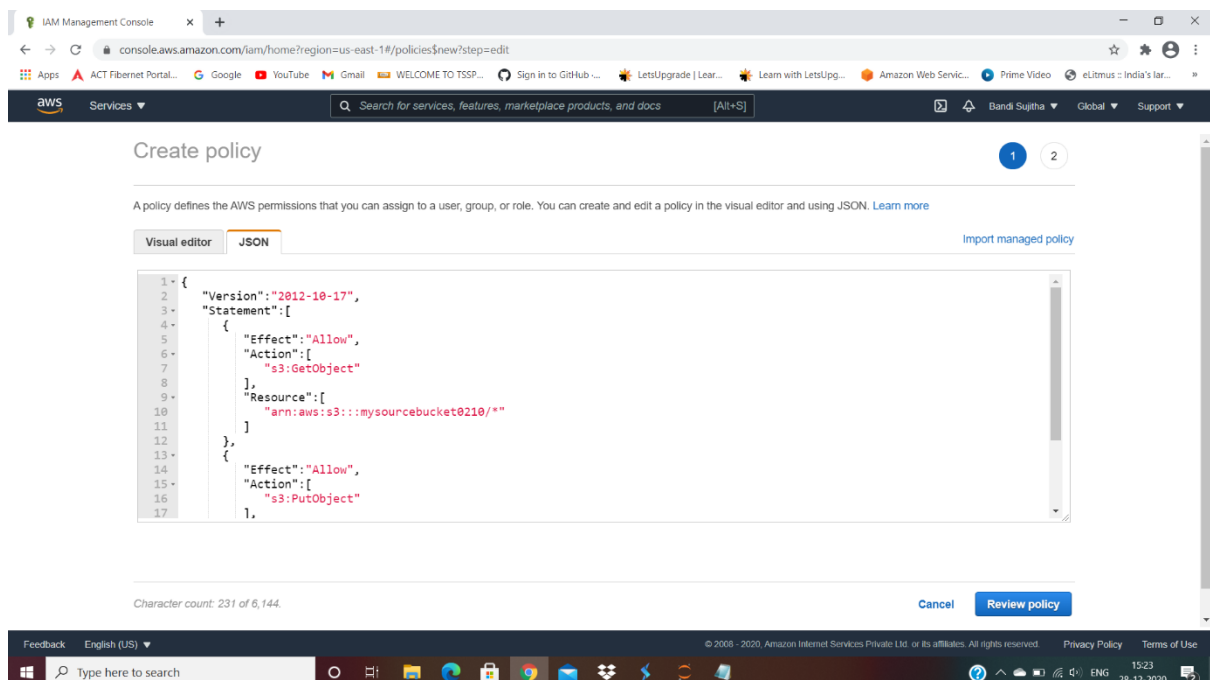 IAM Management Console
console.aws.amazon.com/iam/home?region=us-east-1#/policies$new?step=edit
Apps ACT Fibernet Portal... Google YouTube Gmail WELCOME TO TSSP... Sign in to GitHub ·... LetsUpgrade | Lear... Learn with LetsUpg... Amazon Web Servic... Prime Video eLitmus :: India's lar... »
aws Services Search for services, features, marketplace products, and docs [Alt+S] Bandi Sujitha Global Support
Create policy 1 2
A policy defines the AWS permissions that you can assign to a user, group, or role. You can create and edit a policy in the visual editor and using JSON. Learn more
Visual editor JSON Import managed policy
1 {
2 "Version":"2012-10-17",
3 "Statement":[
4 {
5 "Effect":"Allow",
6 "Action":[
7 "s3:GetObject"
8 ],
9 "Resource":[
10 "arn:aws:s3:::mysourcebucket0210/*"
11 ]
12 },
13 {
14 "Effect":"Allow",
15 "Action":[
16 "s3:PutObject"
17 ],
Character count: 231 of 6,144. Cancel Review policy
Feedback English (US) © 2008 - 2020, Amazon Internet Services Private Ltd. or its affiliates. All rights reserved. Privacy Policy Terms of Use
Type here to search ENG 15:23
28-12-2020